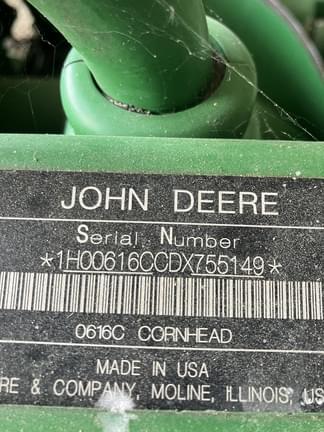 JOHN DEERE
Serial Number
*1H00616CCDX755149*
0616C CORNHEAD
MADE IN USA
RE & COMPANY, MOLINE, ILLINOIS, US